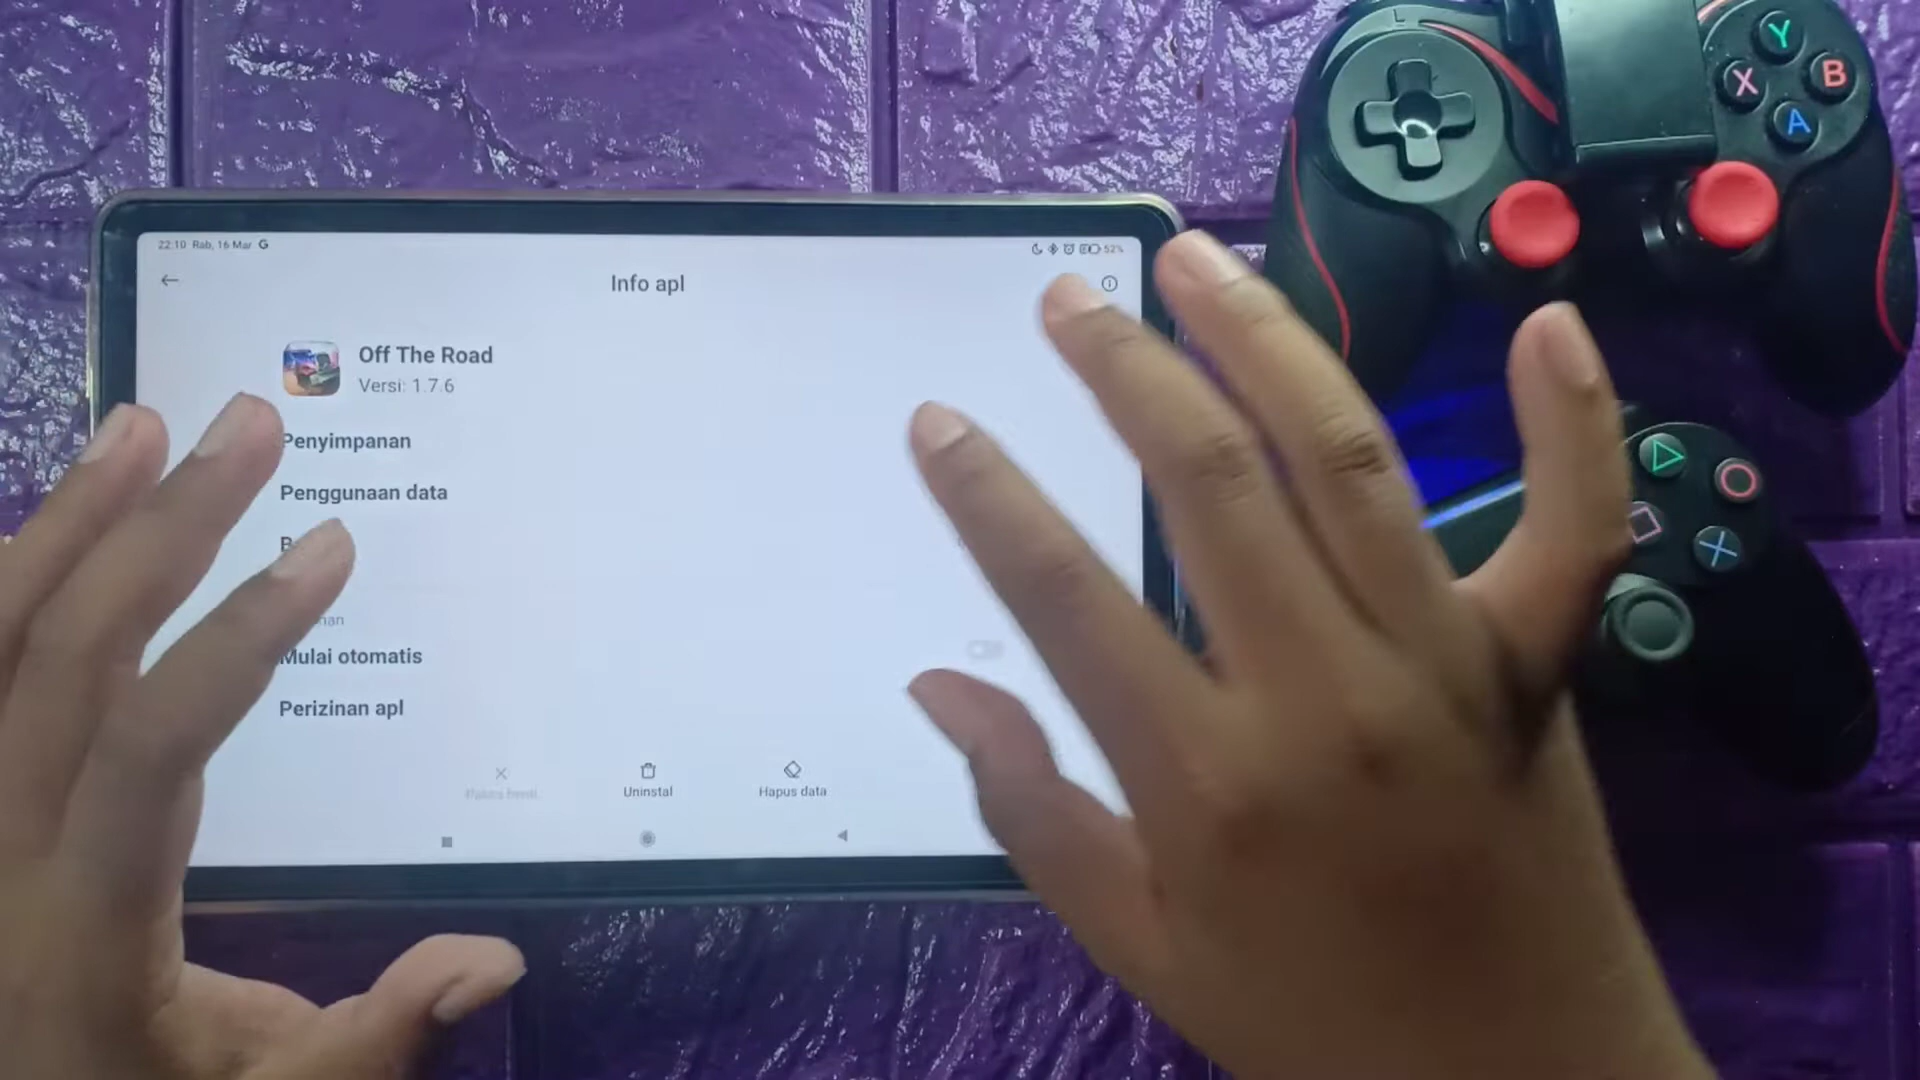 22.10 Rab, 16 Mar G
52%
Info apl
Off The Road
Versi: 1.7.6
Penyimpanan
Penggunaan data
Mulai otomatis
Perizinan apl
Uninstal
Hapus data
L
Y
X
B
A